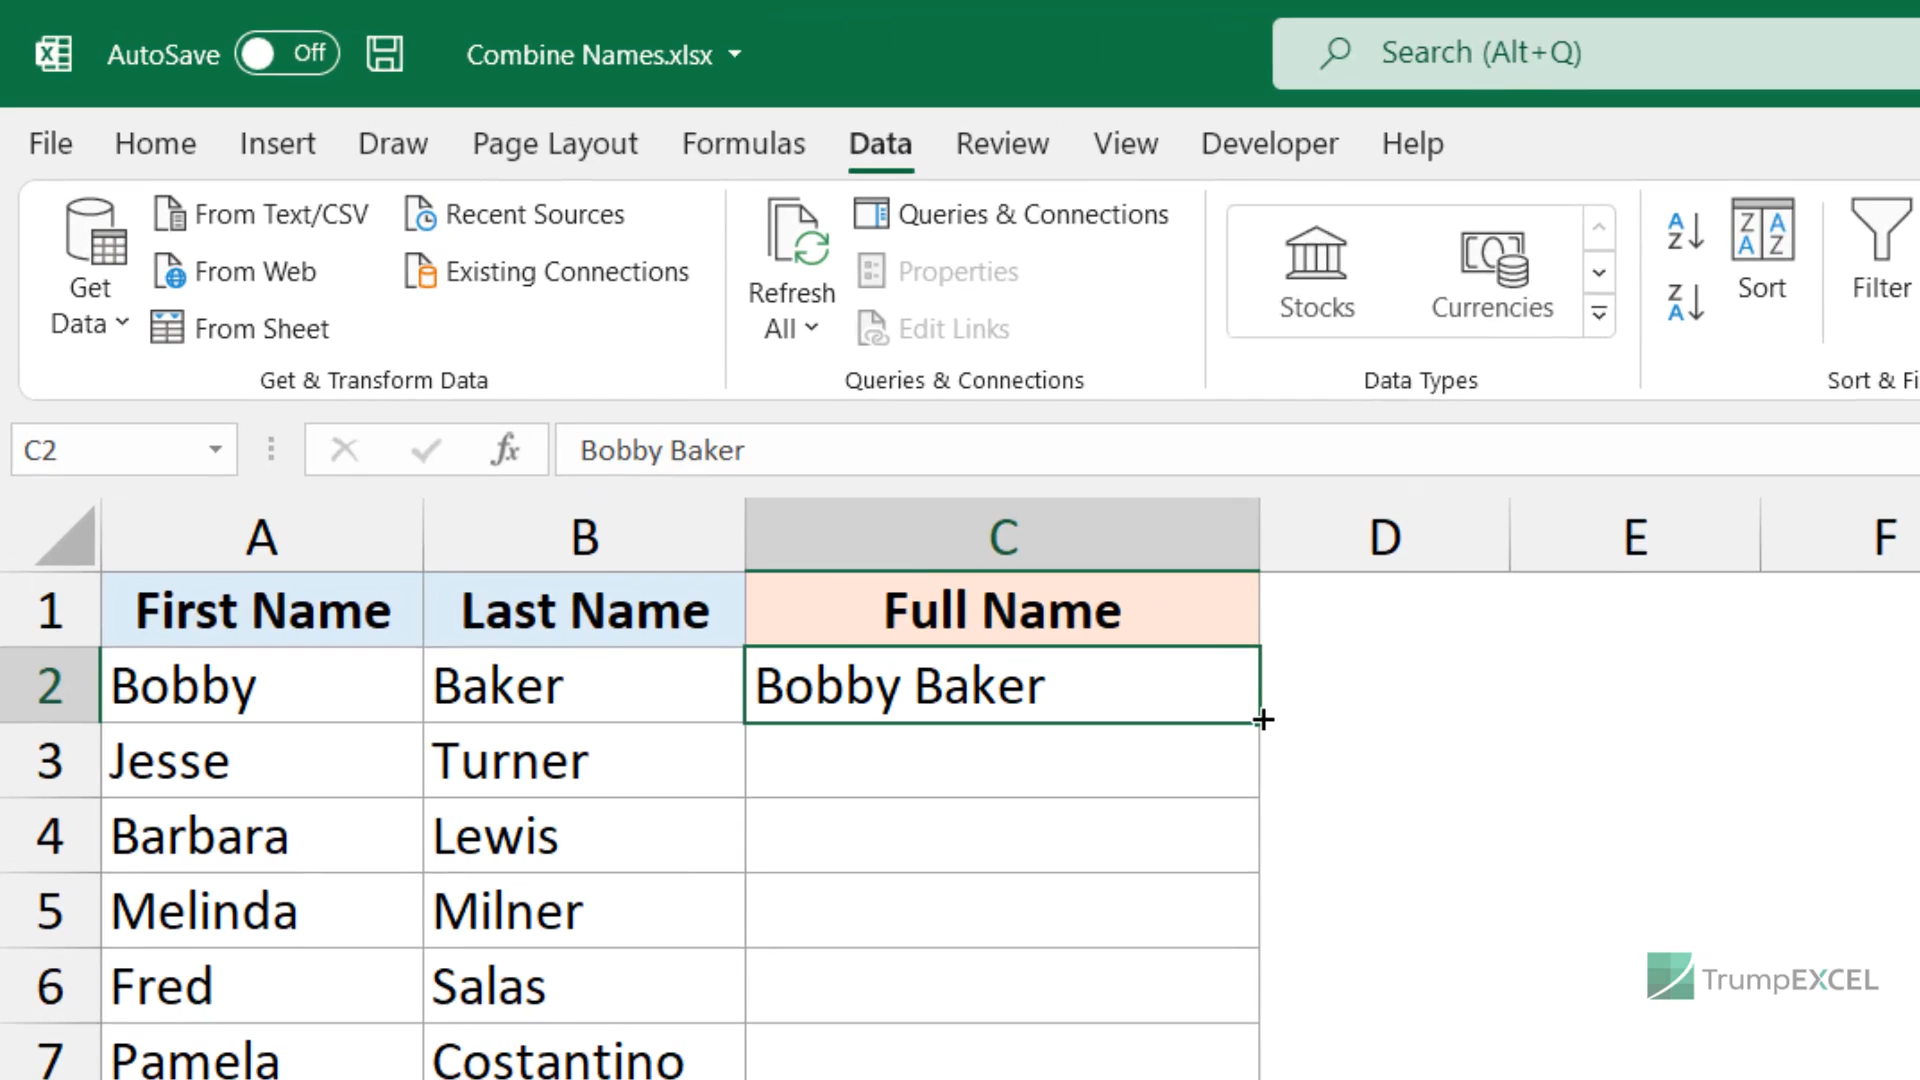 AutoSave Off Combine Names.xlsx Search (Alt+Q)
File Home Insert Draw Page Layout Formulas Data Review View Developer Help
Get Data
From Text/CSV
From Web
From Sheet
Recent Sources
Existing Connections
Get & Transform Data
Refresh All
Queries & Connections
Properties
Edit Links
Queries & Connections
Stocks
Currencies
Data Types
Sort
Filter
Sort & Fi
C2 fx Bobby Baker
A B C D E F
1 First Name Last Name Full Name
2 Bobby Baker Bobby Baker
3 Jesse Turner
4 Barbara Lewis
5 Melinda Milner
6 Fred Salas
7 Pamela Costantino
TrumpEXCEL